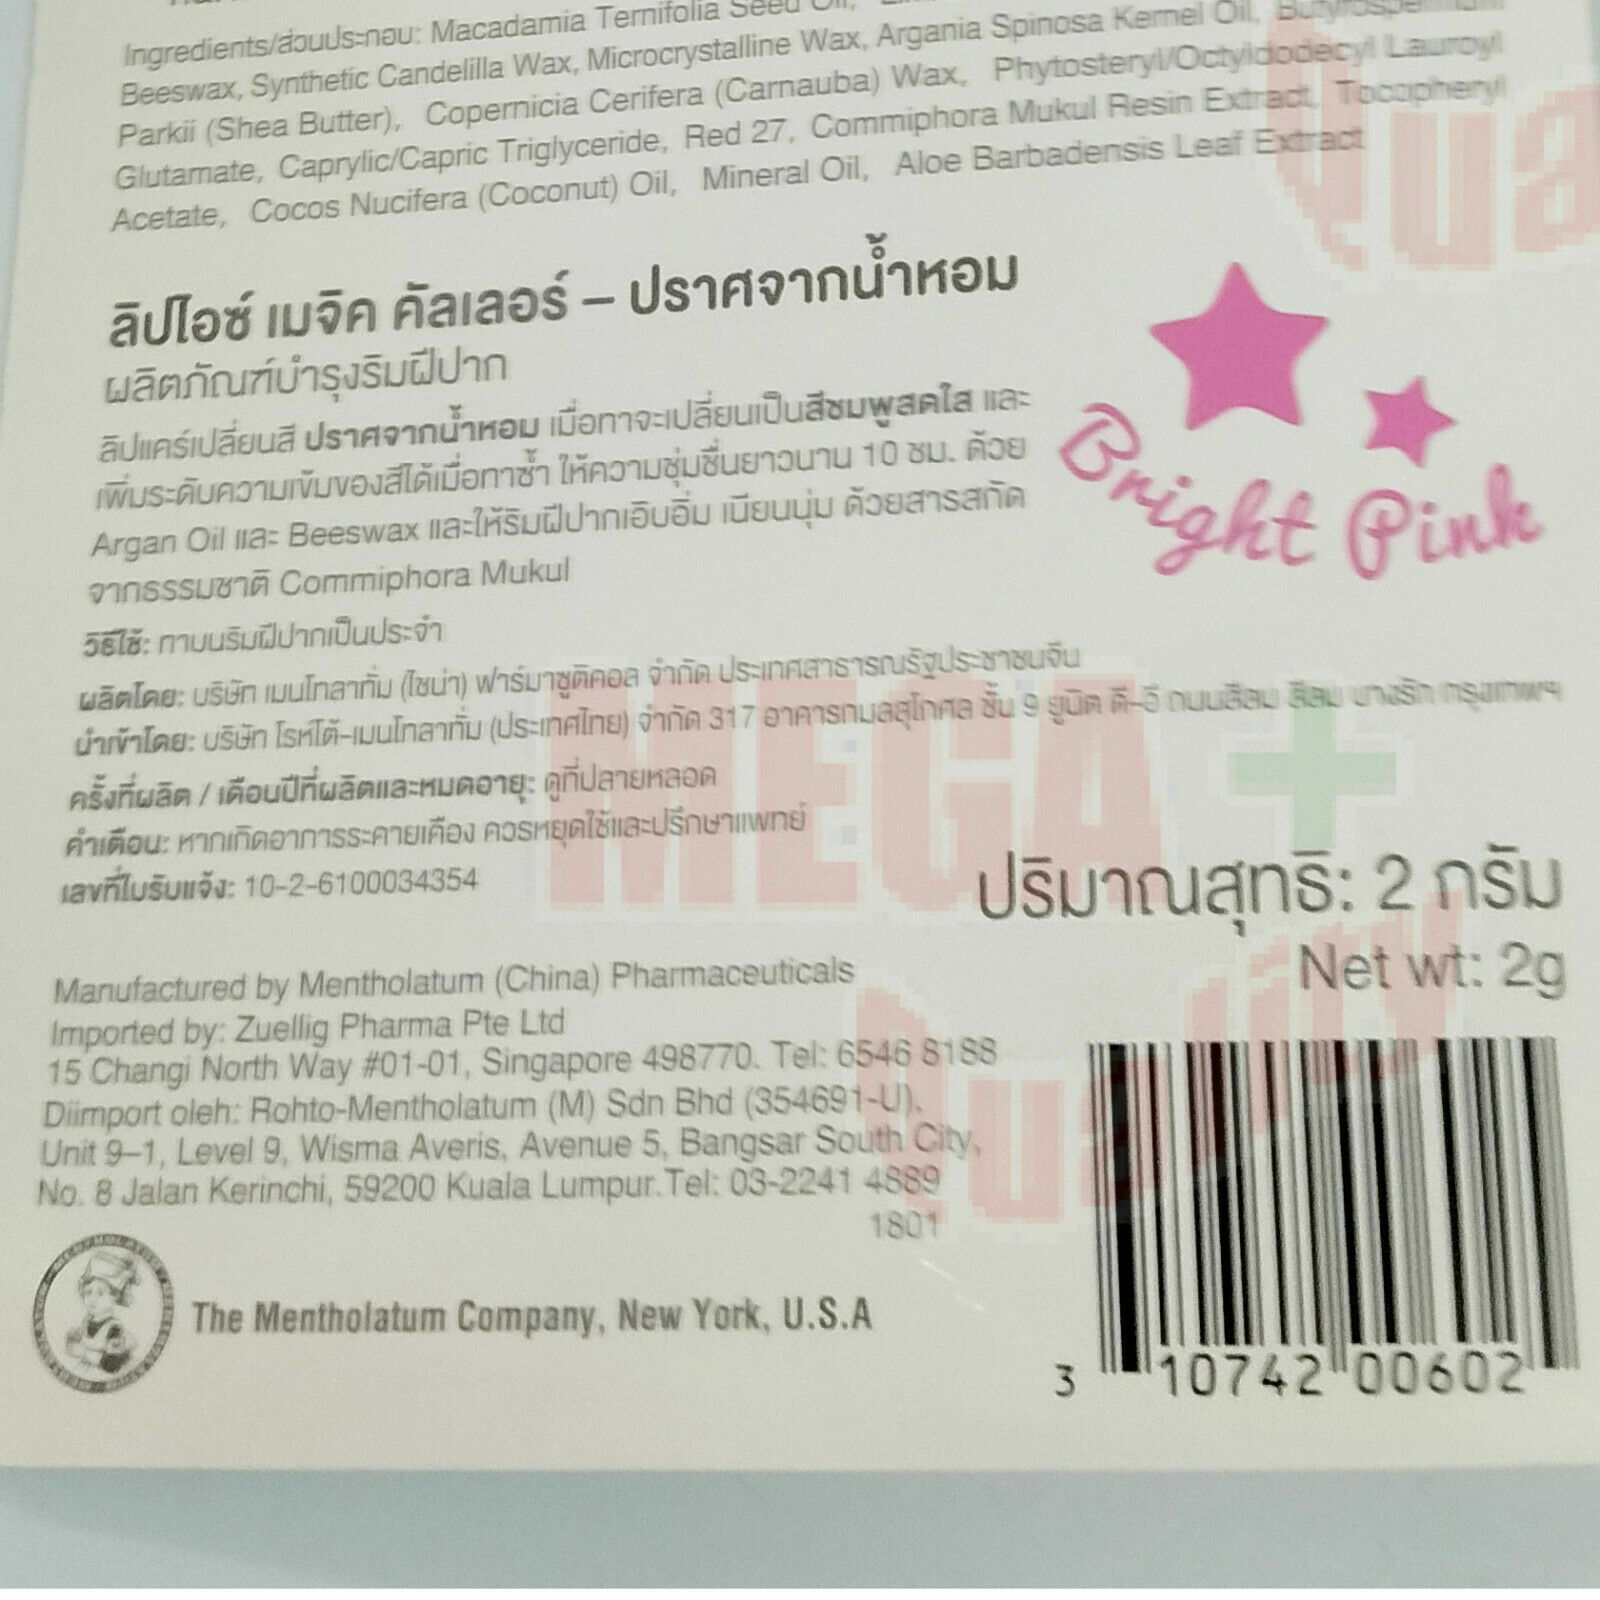 Ingredients/ส่วนประกอบ: Macadamia Ternifolia Seed Oil,
Beeswax, Synthetic Candelilla Wax, Microcrystalline Wax, Argania Spinosa Kernel Oil, Butyrospermum
Parkii (Shea Butter), Copernicia Cerifera (Carnauba) Wax, Phytosteryl/Octyldodecyl Lauroyl
Glutamate, Caprylic/Capric Triglyceride, Red 27, Commiphora Mukul Resin Extract, Tocopheryl
Acetate, Cocos Nucifera (Coconut) Oil, Mineral Oil, Aloe Barbadensis Leaf Extract
ลิปไอซ์ เมจิค คัลเลอร์ – ปราศจากน้ำหอม
ผลิตภัณฑ์บำรุงริมฝีปาก
ลิปแคร์เปลี่ยนสี ปราศจากน้ำหอม เมื่อทาจะเปลี่ยนเป็นสีชมพูสดใส และ
เพิ่มระดับความเข้มของสีได้เมื่อทาซ้ำ ให้ความชุ่มชื่นยาวนาน 10 ชม. ด้วย
Argan Oil และ Beeswax และให้ริมฝีปากเอิบอิ่ม เนียนนุ่ม ด้วยสารสกัด
จากธรรมชาติ Commiphora Mukul
Bright Pink
วิธีใช้: ทาบนริมฝีปากเป็นประจำ
ผลิตโดย: บริษัท เมนโทลาทั่ม (ไชน่า) ฟาร์มาซูติคอล จำกัด ประเทศสาธารณรัฐประชาชนจีน
นำเข้าโดย: บริษัท โรห์โต้-เมนโทลาทั่ม (ประเทศไทย) จำกัด 317 อาคารกมลสุโกศล ชั้น 9 ยูนิต ดี-อี ถนนสีลม สีลม บางรัก กรุงเทพฯ
ครั้งที่ผลิต / เดือนปีที่ผลิตและหมดอายุ: ดูที่ปลายหลอด
คำเตือน: หากเกิดอาการระคายเคือง ควรหยุดใช้และปรึกษาแพทย์
เลขที่ใบรับแจ้ง: 10-2-6100034354
ปริมาณสุทธิ: 2 กรัม
Net wt: 2g
Manufactured by Mentholatum (China) Pharmaceuticals
Imported by: Zuellig Pharma Pte Ltd
15 Changi North Way #01-01, Singapore 498770. Tel: 6546 8188
Diimport oleh: Rohto-Mentholatum (M) Sdn Bhd (354691-U),
Unit 9–1, Level 9, Wisma Averis, Avenue 5, Bangsar South City,
No. 8 Jalan Kerinchi, 59200 Kuala Lumpur. Tel: 03-2241 4889
1801
The Mentholatum Company, New York, U.S.A
3 10742 00602
MEGA +
Quality
Qua